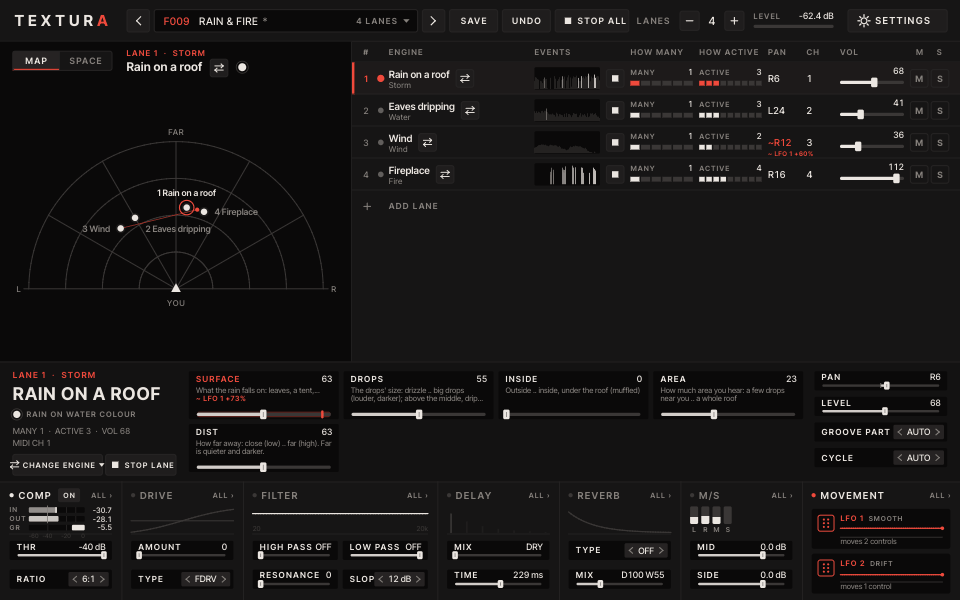 TEXTURA
F009 RAIN & FIRE * 4 LANES
SAVE UNDO STOP ALL LANES 4 LEVEL -62.4 dB SETTINGS
MAP SPACE
LANE 1 · STORM
Rain on a roof
FAR
1 Rain on a roof
4 Fireplace
3 Wind
2 Eaves dripping
L
R
YOU
# ENGINE EVENTS HOW MANY HOW ACTIVE PAN CH VOL M S
1 Rain on a roof MANY 1 ACTIVE 3 R6 1 68 M S
Storm
2 Eaves dripping MANY 1 ACTIVE 3 L24 2 41 M S
Water
3 Wind MANY 1 ACTIVE 2 ~R12 3 36 M S
Wind ~ LFO 1 +60%
4 Fireplace MANY 1 ACTIVE 4 R16 4 112 M S
Fire
+ ADD LANE
LANE 1 · STORM
RAIN ON A ROOF
RAIN ON WATER COLOUR
MANY 1 · ACTIVE 3 · VOL 68
MIDI CH 1
CHANGE ENGINE STOP LANE
SURFACE 63
What the rain falls on: leaves, a tent,...
~ LFO 1 +73%
DROPS 55
The drops' size: drizzle .. big drops
(louder, darker); above the middle, drip...
INSIDE 0
Outside .. inside, under the roof (muffled)
AREA 23
How much area you hear: a few drops
near you .. a whole roof
DIST 63
How far away: close (low) .. far (high). Far
is quieter and darker.
PAN R6
LEVEL 68
GROOVE PART < AUTO >
CYCLE < AUTO >
COMP ON ALL ›
IN -30.7
OUT -28.1
GR -5.5
-60 -40 -20 0
THR -40 dB
RATIO < 6:1 >
DRIVE ALL ›
AMOUNT 0
TYPE < FDRV >
FILTER ALL ›
20 20k
HIGH PASS OFF LOW PASS OFF
RESONANCE 0 SLOP < 12 dB >
DELAY ALL ›
MIX DRY
TIME 229 ms
REVERB ALL ›
TYPE < OFF >
MIX D100 W55
M/S ALL ›
L R M S
MID 0.0 dB
SIDE 0.0 dB
MOVEMENT ALL ›
LFO 1 SMOOTH
moves 2 controls
LFO 2 DRIFT
moves 1 control